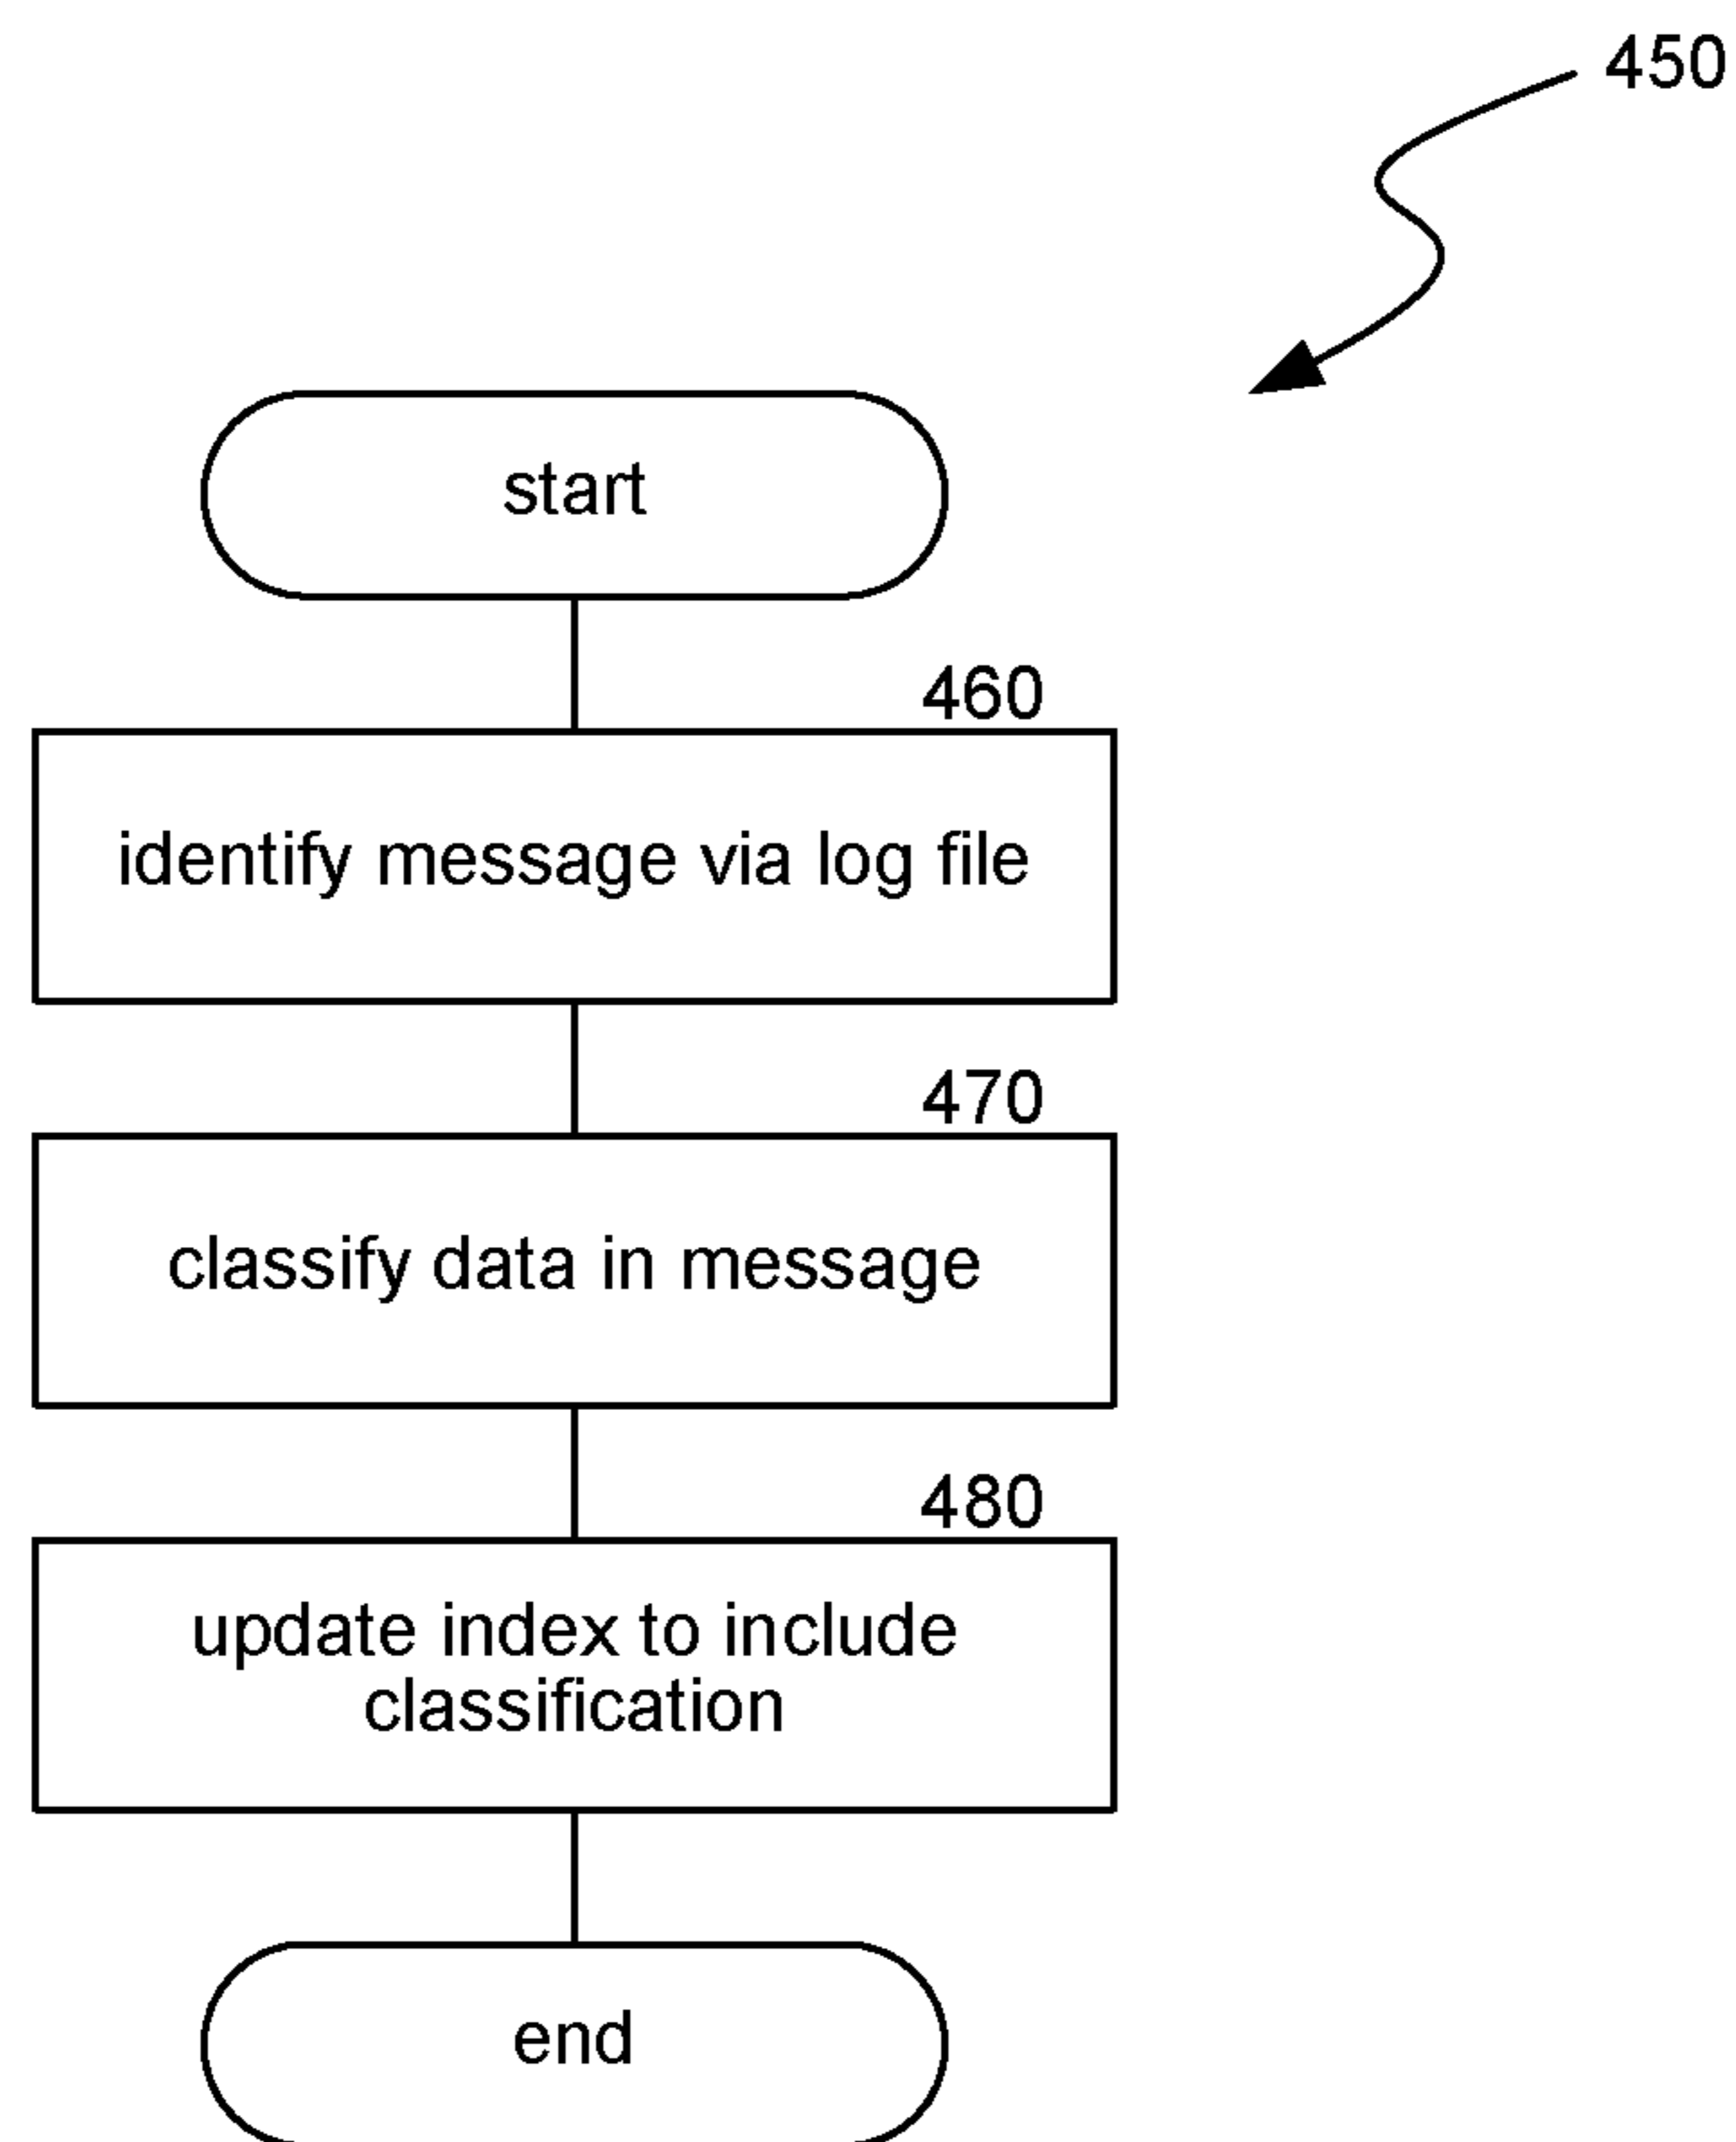 450
start
460
identify message via log file
470
classify data in message
480
update index to include
classification
end